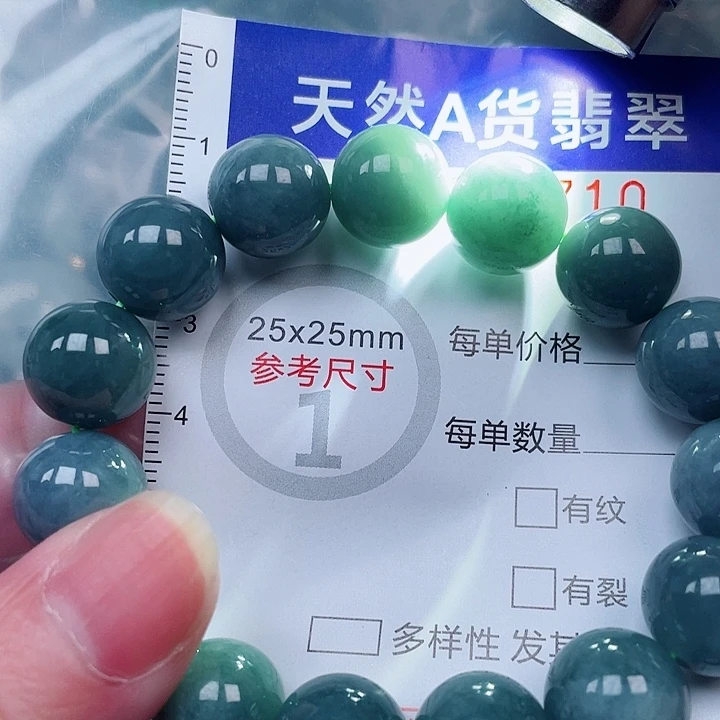 0
天然A货翡翠
1
710
3
25x25mm
每单价格
参考尺寸
1
4
每单数量
有纹
有裂
多样性 发